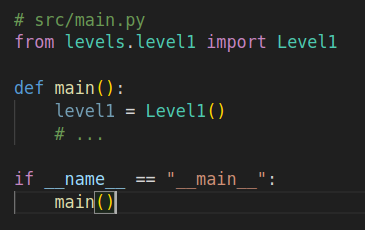 # src/main.py
from levels.level1 import Level1

def main():
    level1 = Level1()
    # ...

if __name__ == "__main__":
    main()